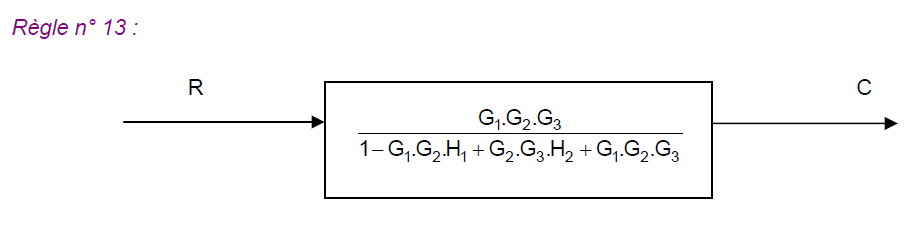 Règle n° 13 :
R
C
G₁.G₂.G₃
1− G₁.G₂.H₁ + G₂.G₃.H₂ + G₁.G₂.G₃